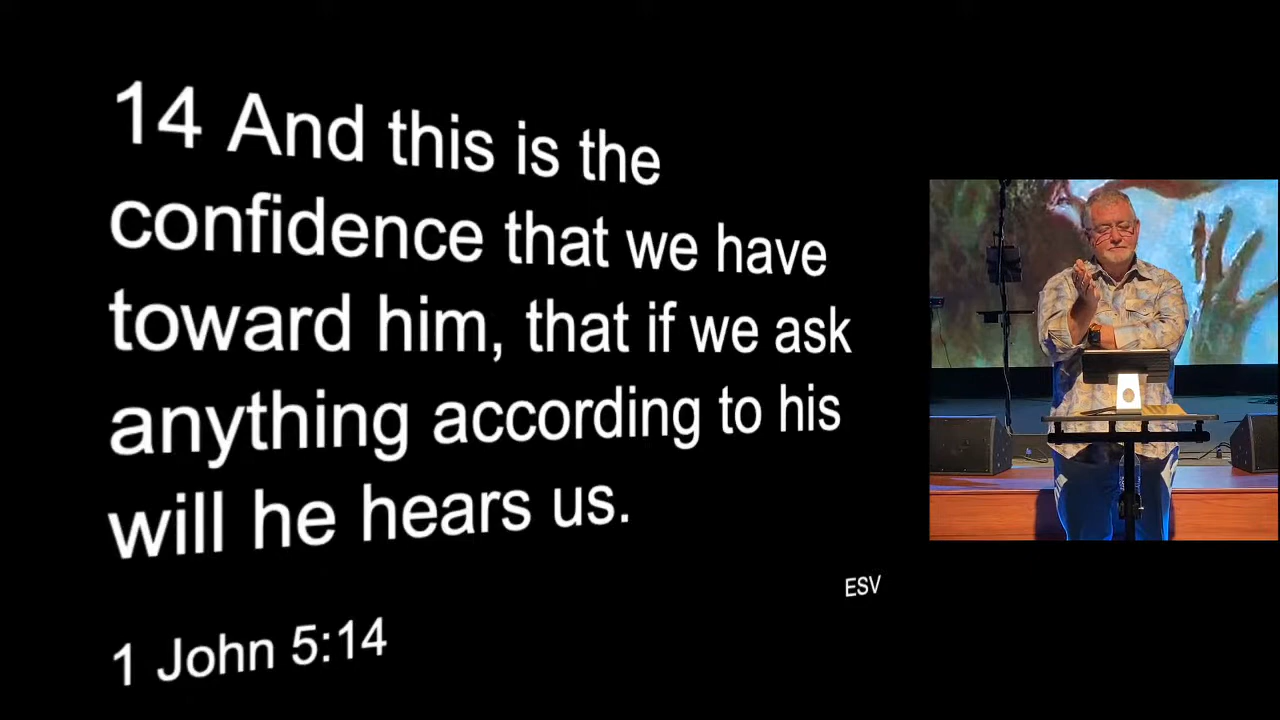 14 And this is the
confidence that we have
toward him, that if we ask
anything according to his
will he hears us.
ESV
1 John 5:14